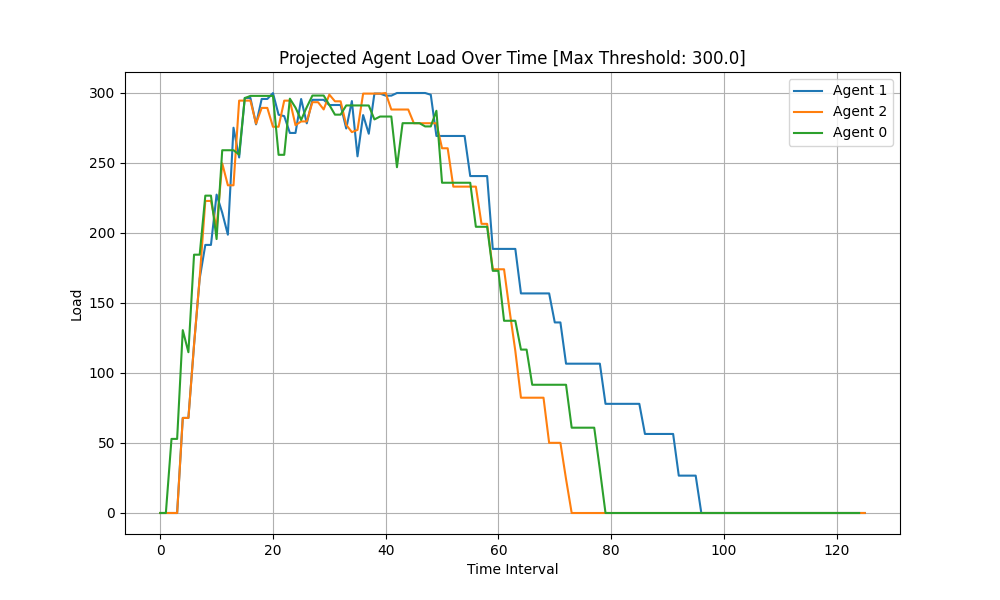 Projected Agent Load Over Time [Max Threshold: 300.0]
Agent 1
Agent 2
Agent 0
Load
300
250
200
150
100
50
0
0 20 40 60 80 100 120
Time Interval